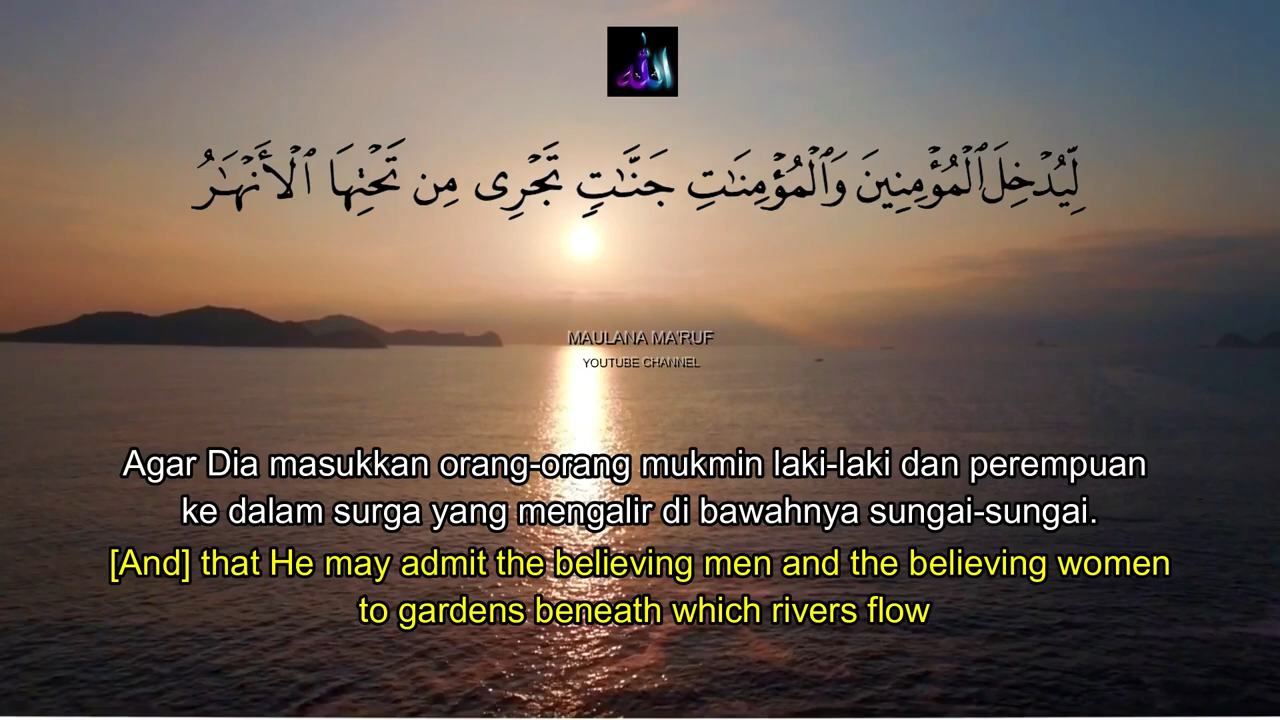 الله
لِّيُدْخِلَ ٱلْمُؤْمِنِينَ وَٱلْمُؤْمِنَـٰتِ جَنَّـٰتٍ تَجْرِى مِن تَحْتِهَا ٱلْأَنْهَـٰرُ
MAULANA MA'RUF
YOUTUBE CHANNEL
Agar Dia masukkan orang-orang mukmin laki-laki dan perempuan
ke dalam surga yang mengalir di bawahnya sungai-sungai.
[And] that He may admit the believing men and the believing women
to gardens beneath which rivers flow